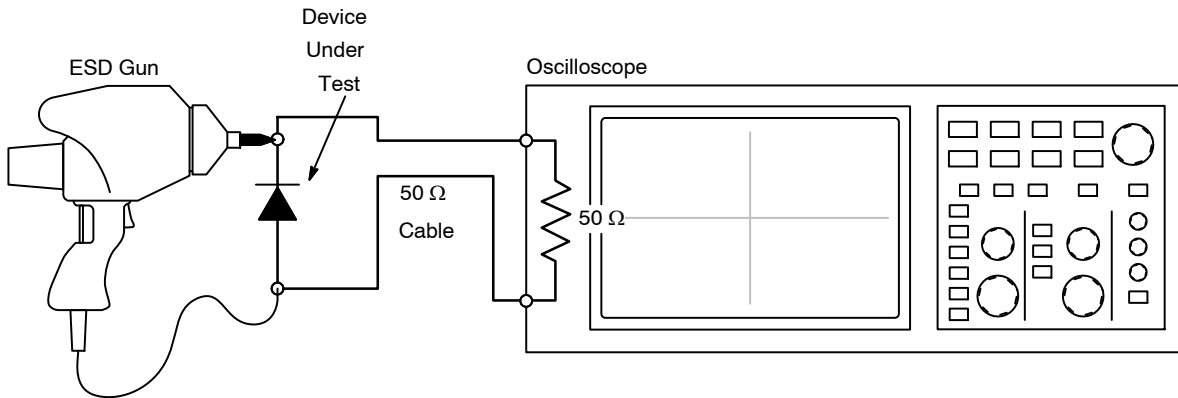 Device
Under
Test
ESD Gun
Oscilloscope
50 Ω
Cable
50 Ω